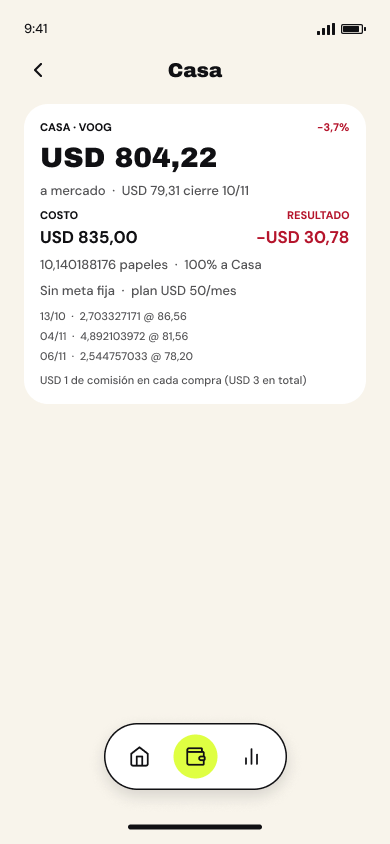 9:41
Casa
CASA · VOOG −3,7%
USD 804,22
a mercado · USD 79,31 cierre 10/11
COSTO RESULTADO
USD 835,00 −USD 30,78
10,140188176 papeles · 100% a Casa
Sin meta fija · plan USD 50/mes
13/10 · 2,703327171 @ 86,56
04/11 · 4,892103972 @ 81,56
06/11 · 2,544757033 @ 78,20
USD 1 de comisión en cada compra (USD 3 en total)